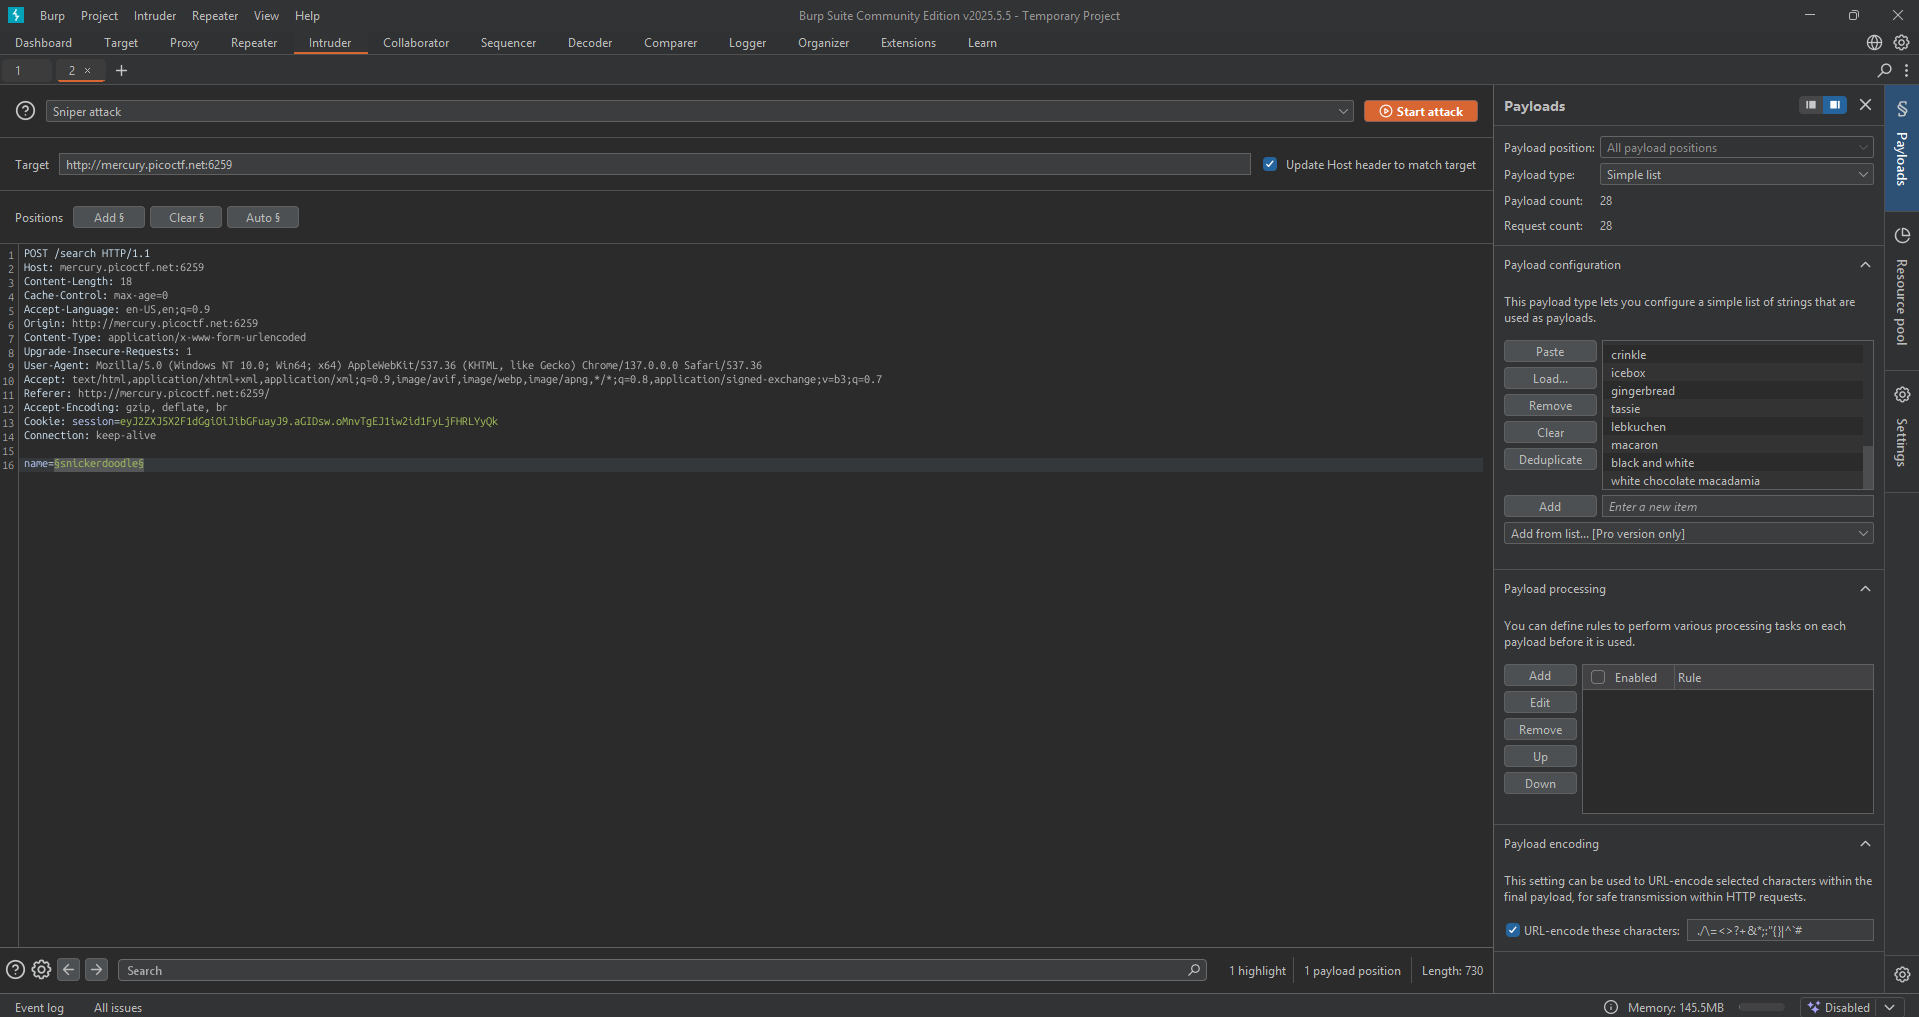 Burp Project Intruder Repeater View Help
Burp Suite Community Edition v2025.5.5 - Temporary Project
Dashboard Target Proxy Repeater Intruder Collaborator Sequencer Decoder Comparer Logger Organizer Extensions Learn
1 2 × +
Sniper attack
Start attack
Target http://mercury.picoctf.net:6259
Update Host header to match target
Positions Add § Clear § Auto §
1 POST /search HTTP/1.1
2 Host: mercury.picoctf.net:6259
3 Content-Length: 18
4 Cache-Control: max-age=0
5 Accept-Language: en-US,en;q=0.9
6 Origin: http://mercury.picoctf.net:6259
7 Content-Type: application/x-www-form-urlencoded
8 Upgrade-Insecure-Requests: 1
9 User-Agent: Mozilla/5.0 (Windows NT 10.0; Win64; x64) AppleWebKit/537.36 (KHTML, like Gecko) Chrome/137.0.0.0 Safari/537.36
10 Accept: text/html,application/xhtml+xml,application/xml;q=0.9,image/avif,image/webp,image/apng,*/*;q=0.8,application/signed-exchange;v=b3;q=0.7
11 Referer: http://mercury.picoctf.net:6259/
12 Accept-Encoding: gzip, deflate, br
13 Cookie: session=eyJ2ZXJ5X2F1dGgiOiJibGFuayJ9.aGIDsw.oMnvTgEJ1iw2id1FyLjFHRLYyQk
14 Connection: keep-alive
15
16 name=§snickerdoodle§
Search
1 highlight
1 payload position
Length: 730
Event log All issues
Payloads
Payload position: All payload positions
Payload type: Simple list
Payload count: 28
Request count: 28
Payload configuration
This payload type lets you configure a simple list of strings that are
used as payloads.
Paste
Load...
Remove
Clear
Deduplicate
crinkle
icebox
gingerbread
tassie
lebkuchen
macaron
black and white
white chocolate macadamia
Add Enter a new item
Add from list... [Pro version only]
Payload processing
You can define rules to perform various processing tasks on each
payload before it is used.
Add
Edit
Remove
Up
Down
Enabled Rule
Payload encoding
This setting can be used to URL-encode selected characters within the
final payload, for safe transmission within HTTP requests.
URL-encode these characters: ./\=<>?+&*;:"{}|^`#
§ Payloads
Resource pool
Settings
Memory: 145.5MB
Disabled